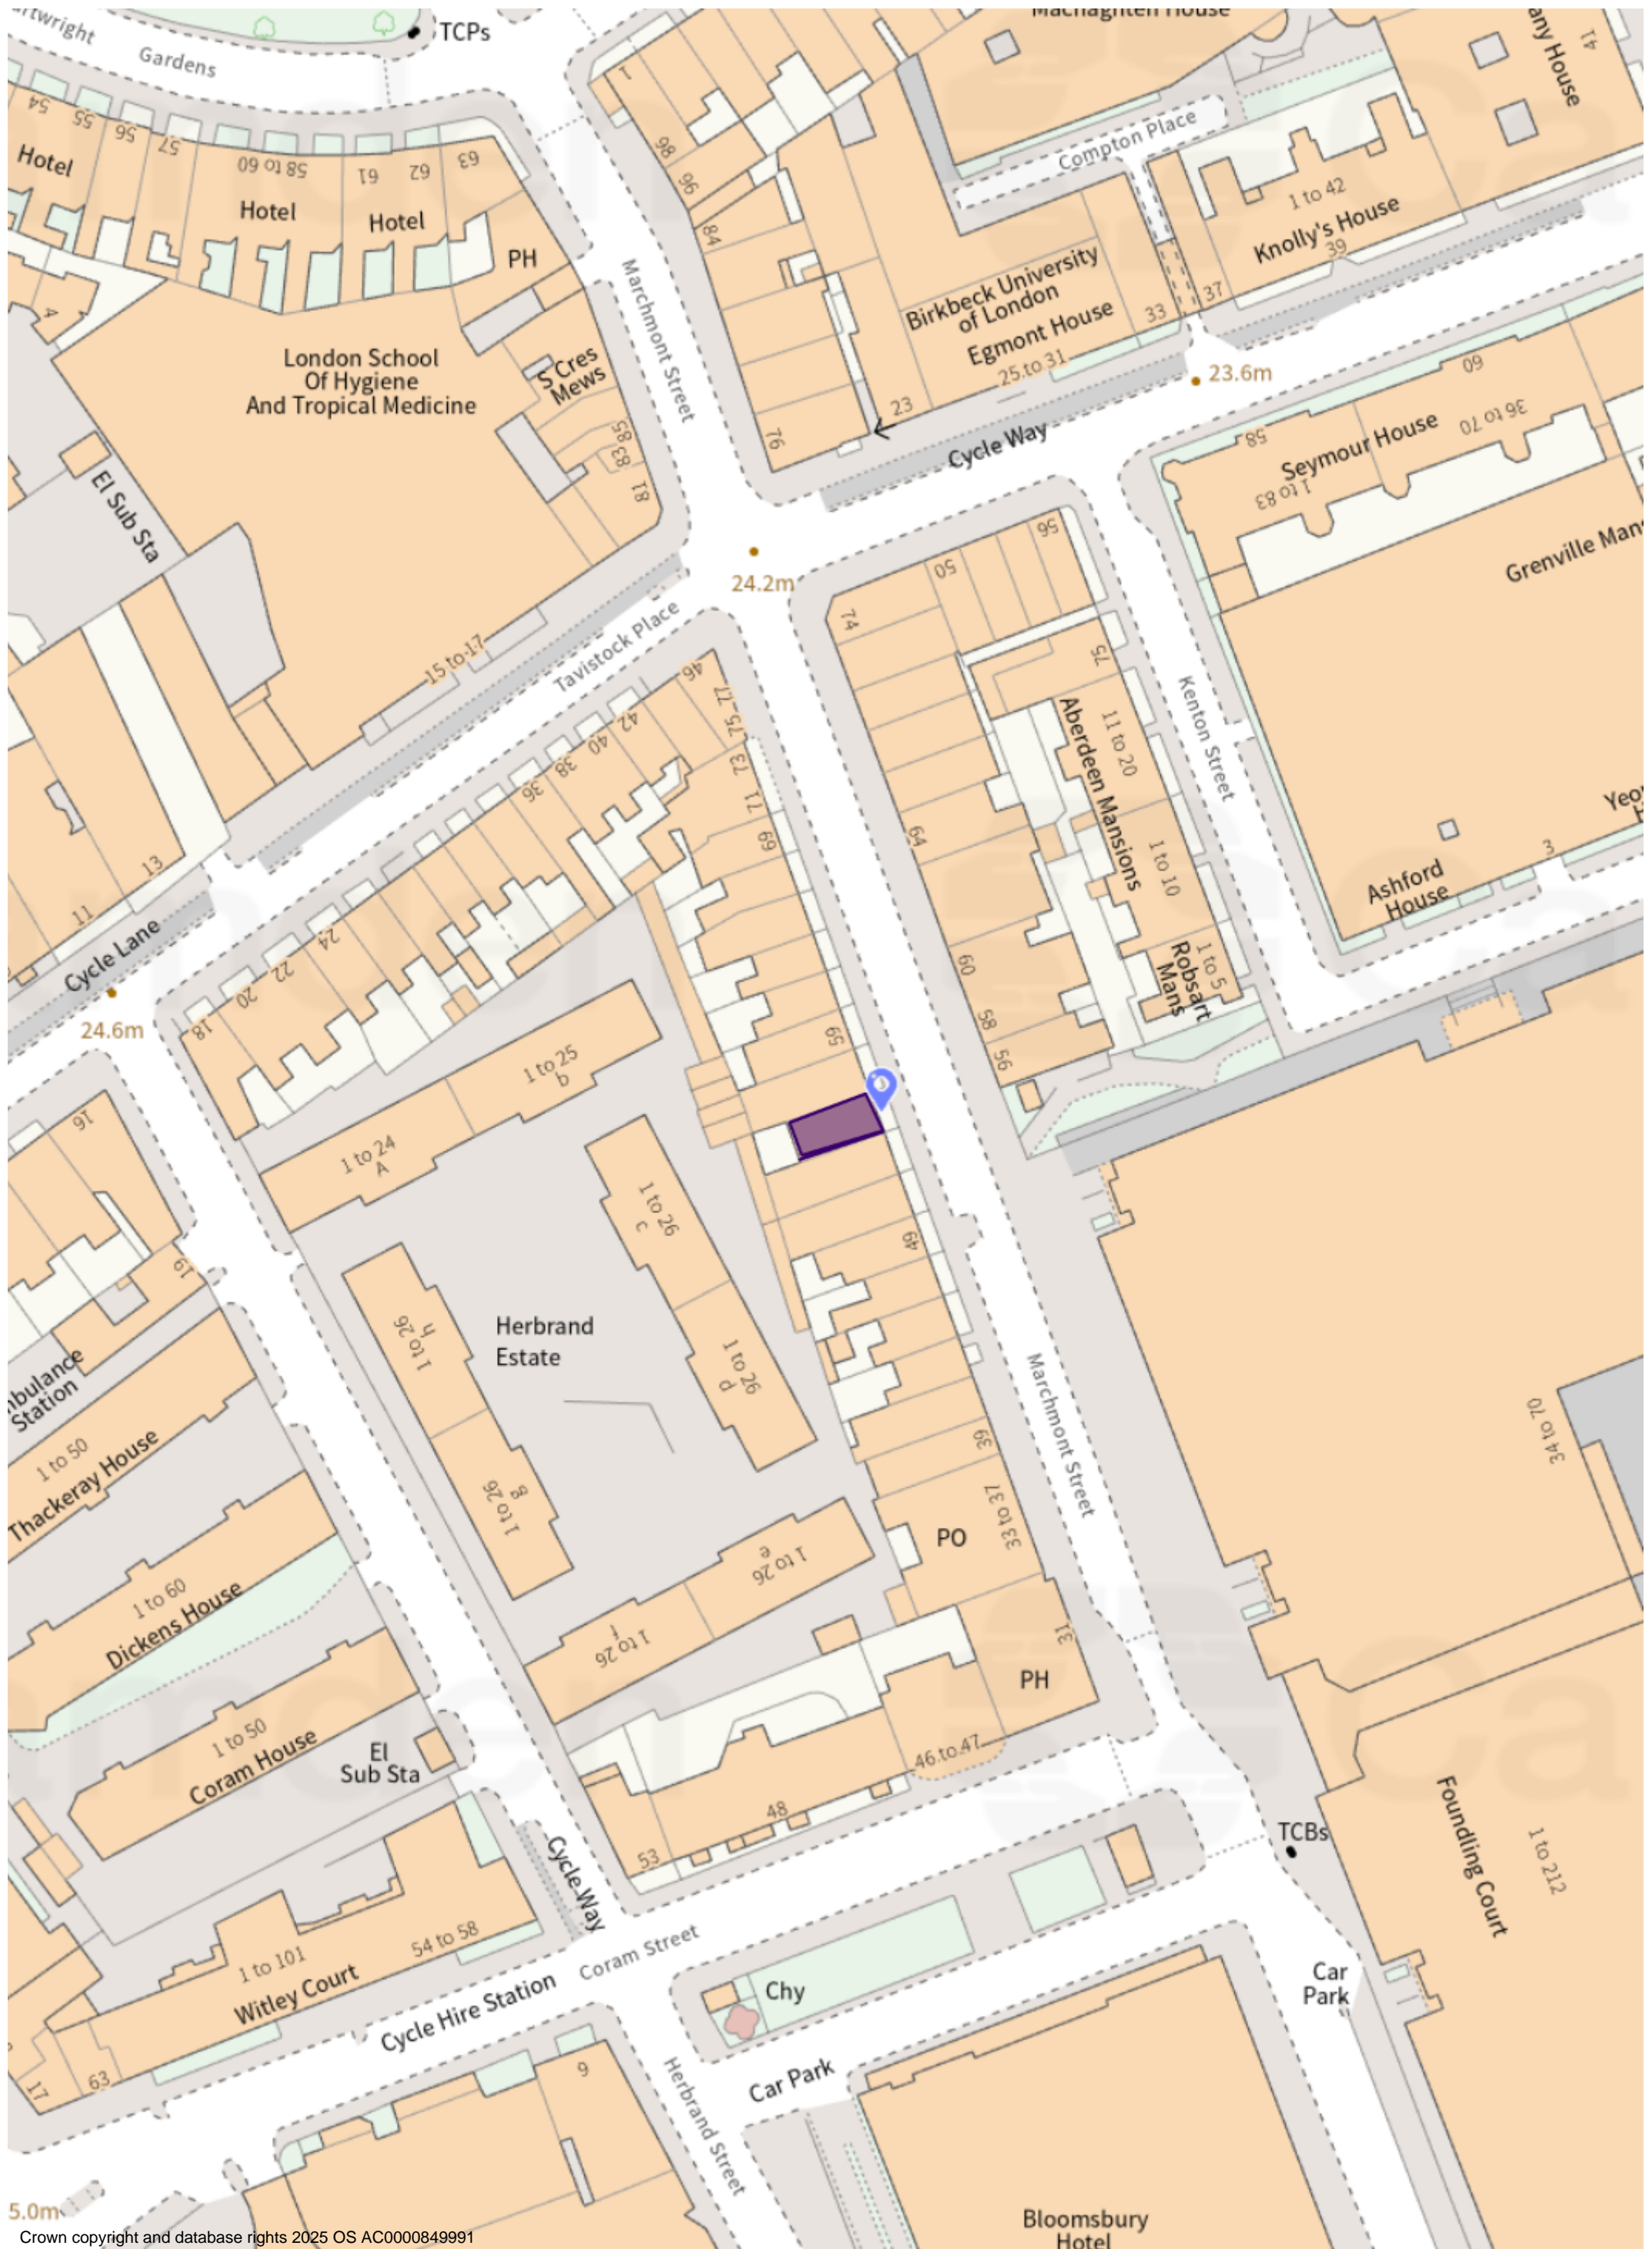 artwright
Gardens
TCPs
Macnaghten House
any House
41
54
55
56
57
58 to 60
61
62
63
1
Hotel
Hotel
Hotel
PH
98
96
84
76
Marchmont Street
Compton Place
1 to 42
Knolly's House
39
37
33
Birkbeck University
of London
Egmont House
25 to 31
23
23.6m
Cycle Way
4
London School
Of Hygiene
And Tropical Medicine
S Cres
Mews
85
83
81
El Sub Sta
60
58
36 to 70
Seymour House
1 to 83
Grenville Man
24.2m
56
50
74
75
15 to 17
Tavistock Place
46
77
75
73
71
69
42
40
38
36
Aberdeen Mansions
11 to 20
1 to 10
Kenton Street
64
Yeo
3
Ashford
House
13
11
Cycle Lane
24.6m
24
22
20
18
60
58
56
Robsart
Mans
1 to 5
59
1 to 25
b
1 to 24
A
16
19
1 to 26
c
1 to 26
d
49
Herbrand
Estate
1 to 26
h
1 to 26
g
mbulance
Station
1 to 50
Thackeray House
39
33 to 37
PO
Marchmont Street
34 to 70
1 to 26
e
1 to 26
f
1 to 60
Dickens House
31
PH
1 to 50
Coram House
El
Sub Sta
46 to 47
48
53
Cycle Way
TCBs
Foundling Court
1 to 212
54 to 58
1 to 101
Witley Court
Coram Street
Cycle Hire Station
Chy
Car
Park
Car Park
17
63
9
Herbrand Street
5.0m
Bloomsbury
Hotel
Crown copyright and database rights 2025 OS AC0000849991